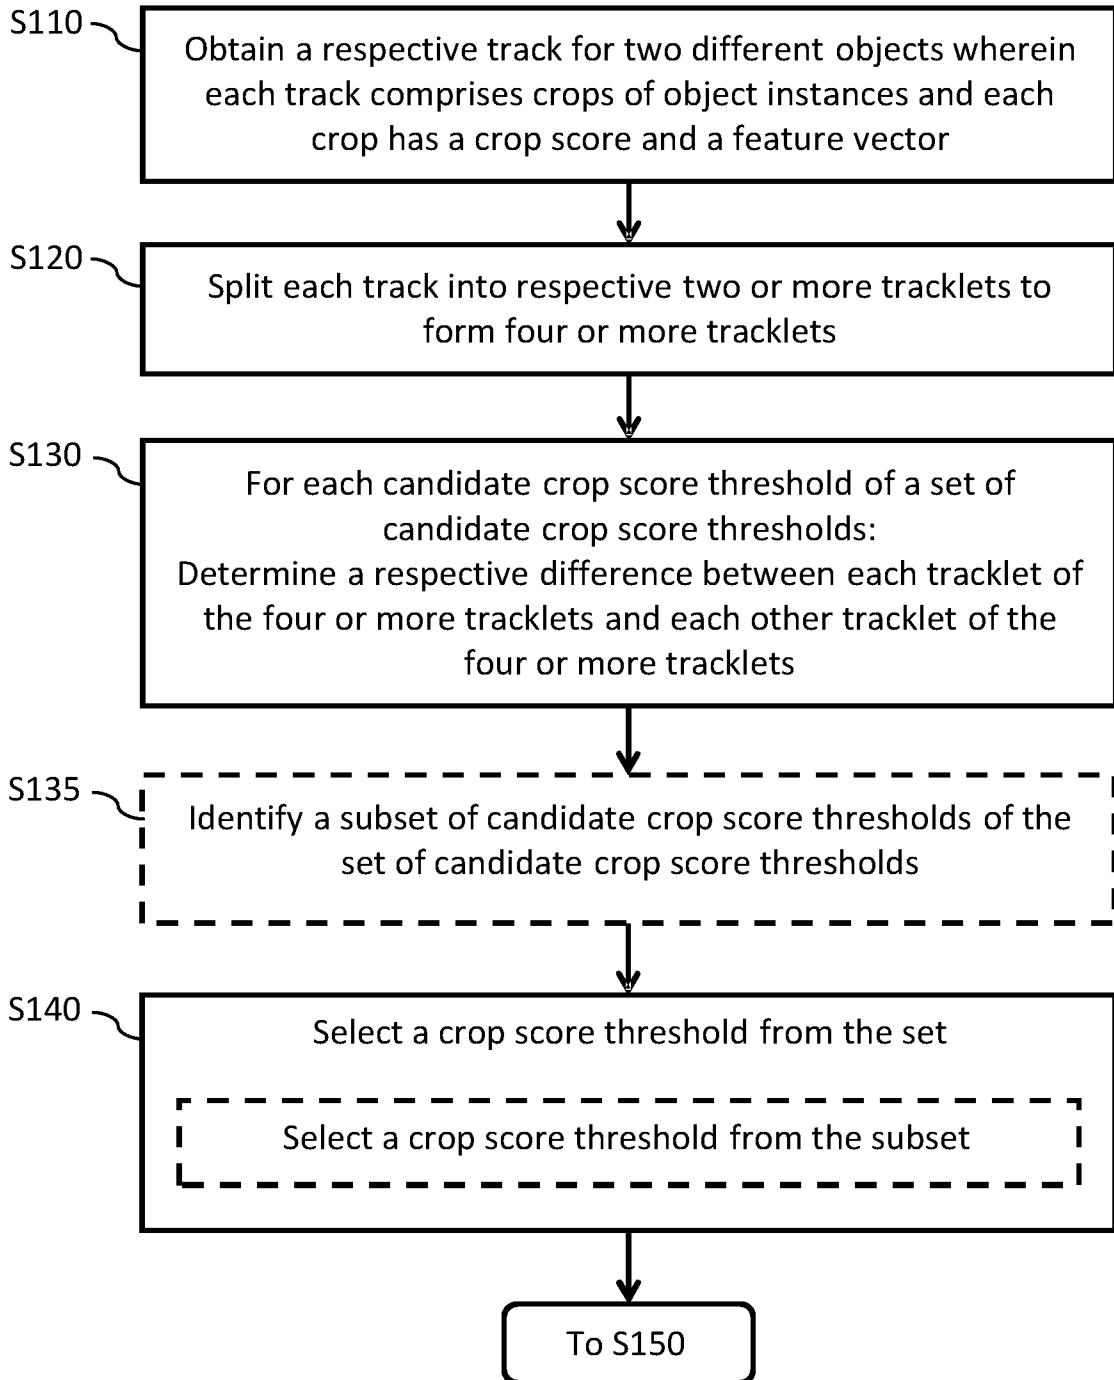 S110
Obtain a respective track for two different objects wherein
each track comprises crops of object instances and each
crop has a crop score and a feature vector
S120
Split each track into respective two or more tracklets to
form four or more tracklets
S130
For each candidate crop score threshold of a set of
candidate crop score thresholds:
Determine a respective difference between each tracklet of
the four or more tracklets and each other tracklet of the
four or more tracklets
S135
Identify a subset of candidate crop score thresholds of the
set of candidate crop score thresholds
S140
Select a crop score threshold from the set
Select a crop score threshold from the subset
To S150